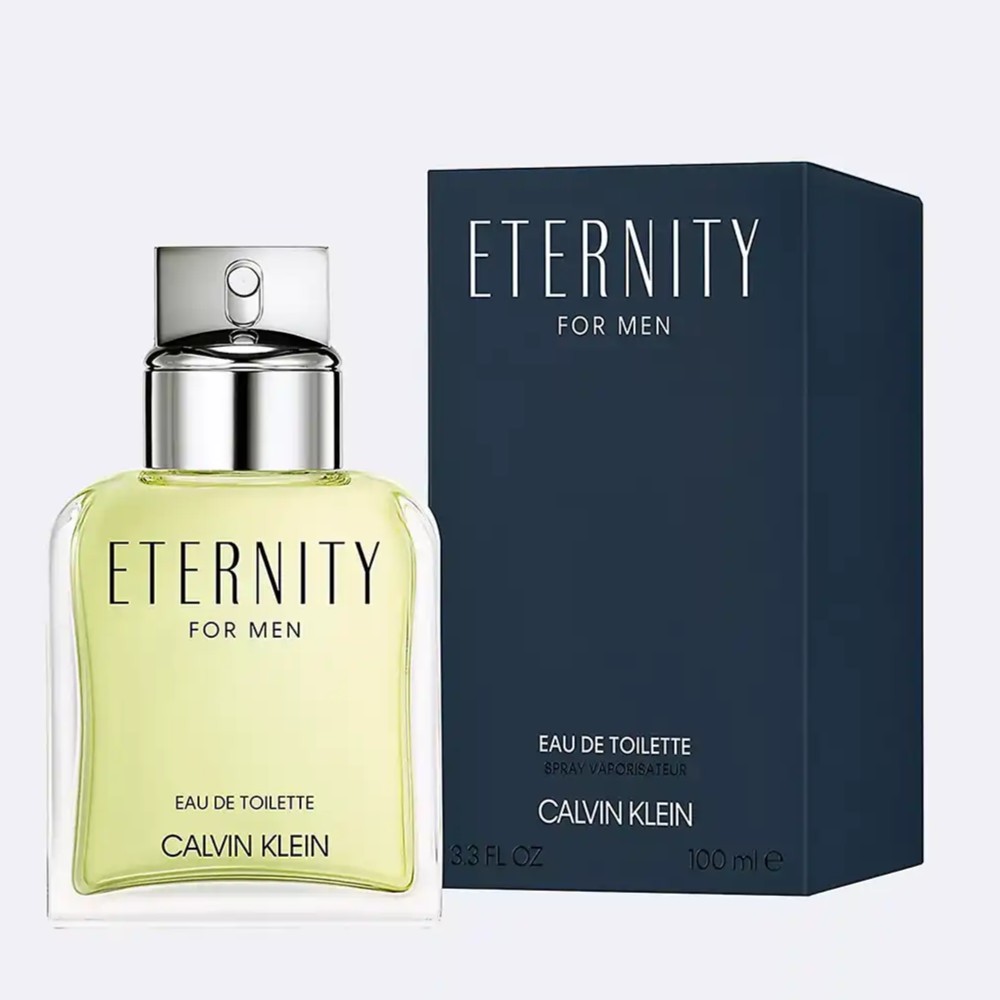 ETERNITY
FOR MEN
EAU DE TOILETTE
CALVIN KLEIN
ETERNITY
FOR MEN
EAU DE TOILETTE
SPRAY VAPORISATEUR
CALVIN KLEIN
3.3 FL OZ 100 ml ℮